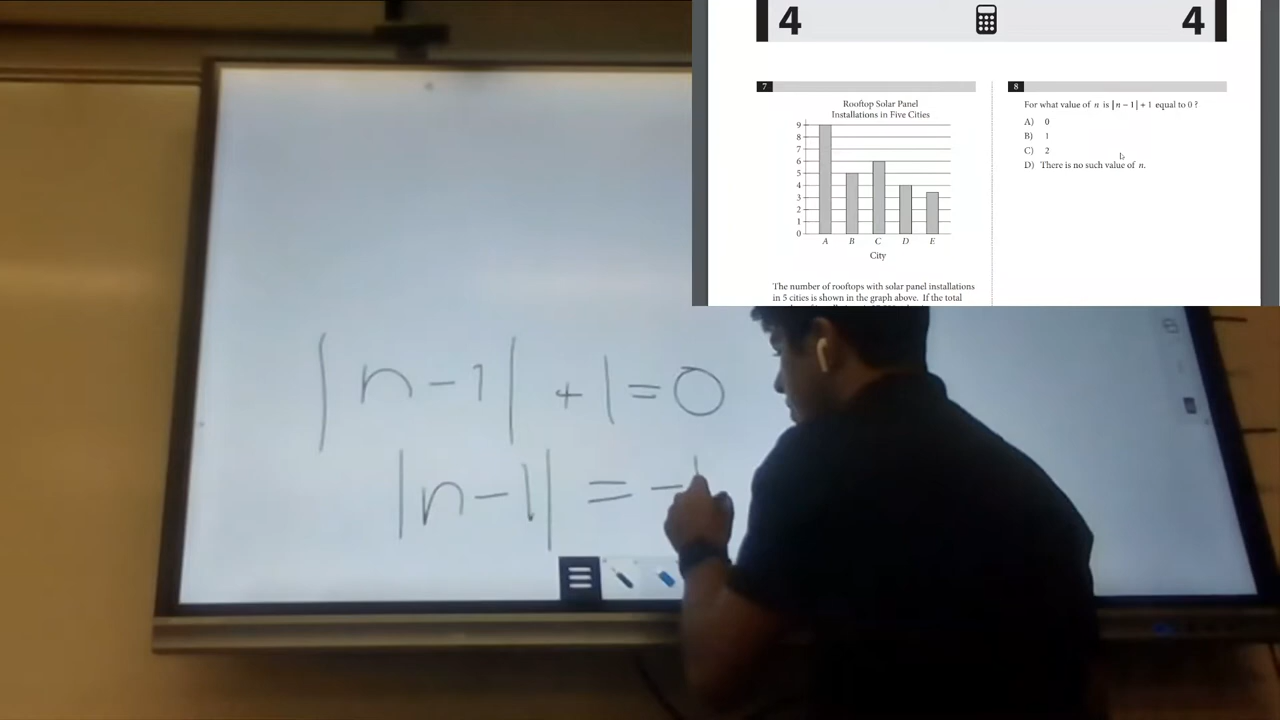 4 4
7
Rooftop Solar Panel
Installations in Five Cities
9
8
7
6
5
4
3
2
1
0
A B C D E
City
The number of rooftops with solar panel installations
in 5 cities is shown in the graph above. If the total
8
For what value of n is |n − 1| + 1 equal to 0 ?
A) 0
B) 1
C) 2
D) There is no such value of n.
|n-1| +1=0
|n-1| = -1